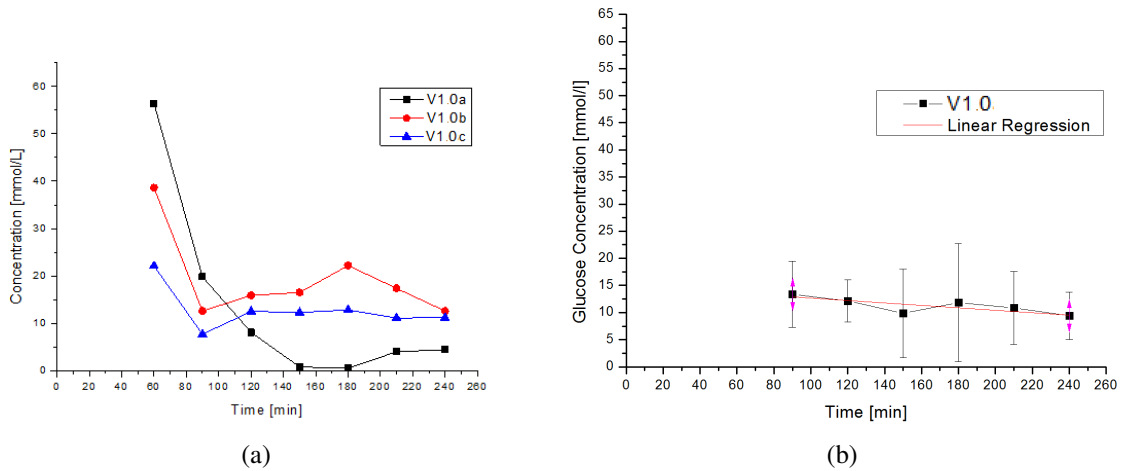 60
50
40
30
20
10
0
Concentration [mmol/L]
V1.0a
V1.0b
V1.0c
0 20 40 60 80 100 120 140 160 180 200 220 240 260
Time [min]
(a)
65
60
55
50
45
40
35
30
25
20
15
10
5
0
Glucose Concentration [mmol/l]
V1.0
Linear Regression
0 20 40 60 80 100 120 140 160 180 200 220 240 260
Time [min]
(b)